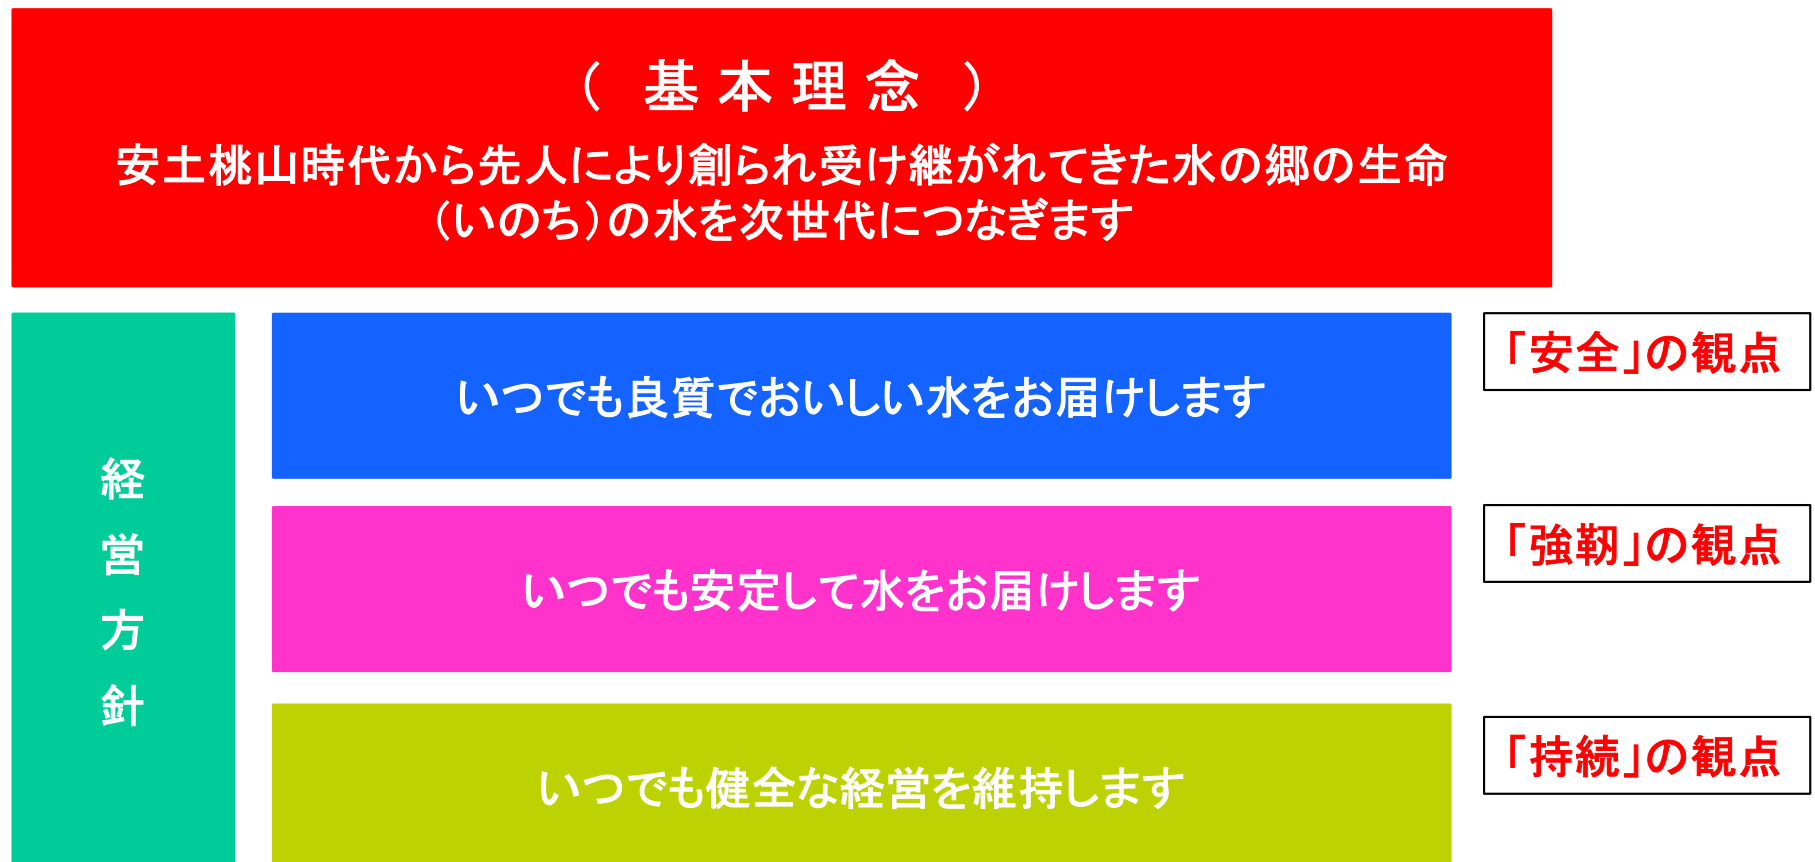 （ 基 本 理 念 ）
安土桃山時代から先人により創られ受け継がれてきた水の郷の生命
（いのち）の水を次世代につなぎます
経営方針
いつでも良質でおいしい水をお届けします
「安全」の観点
いつでも安定して水をお届けします
「強靭」の観点
いつでも健全な経営を維持します
「持続」の観点